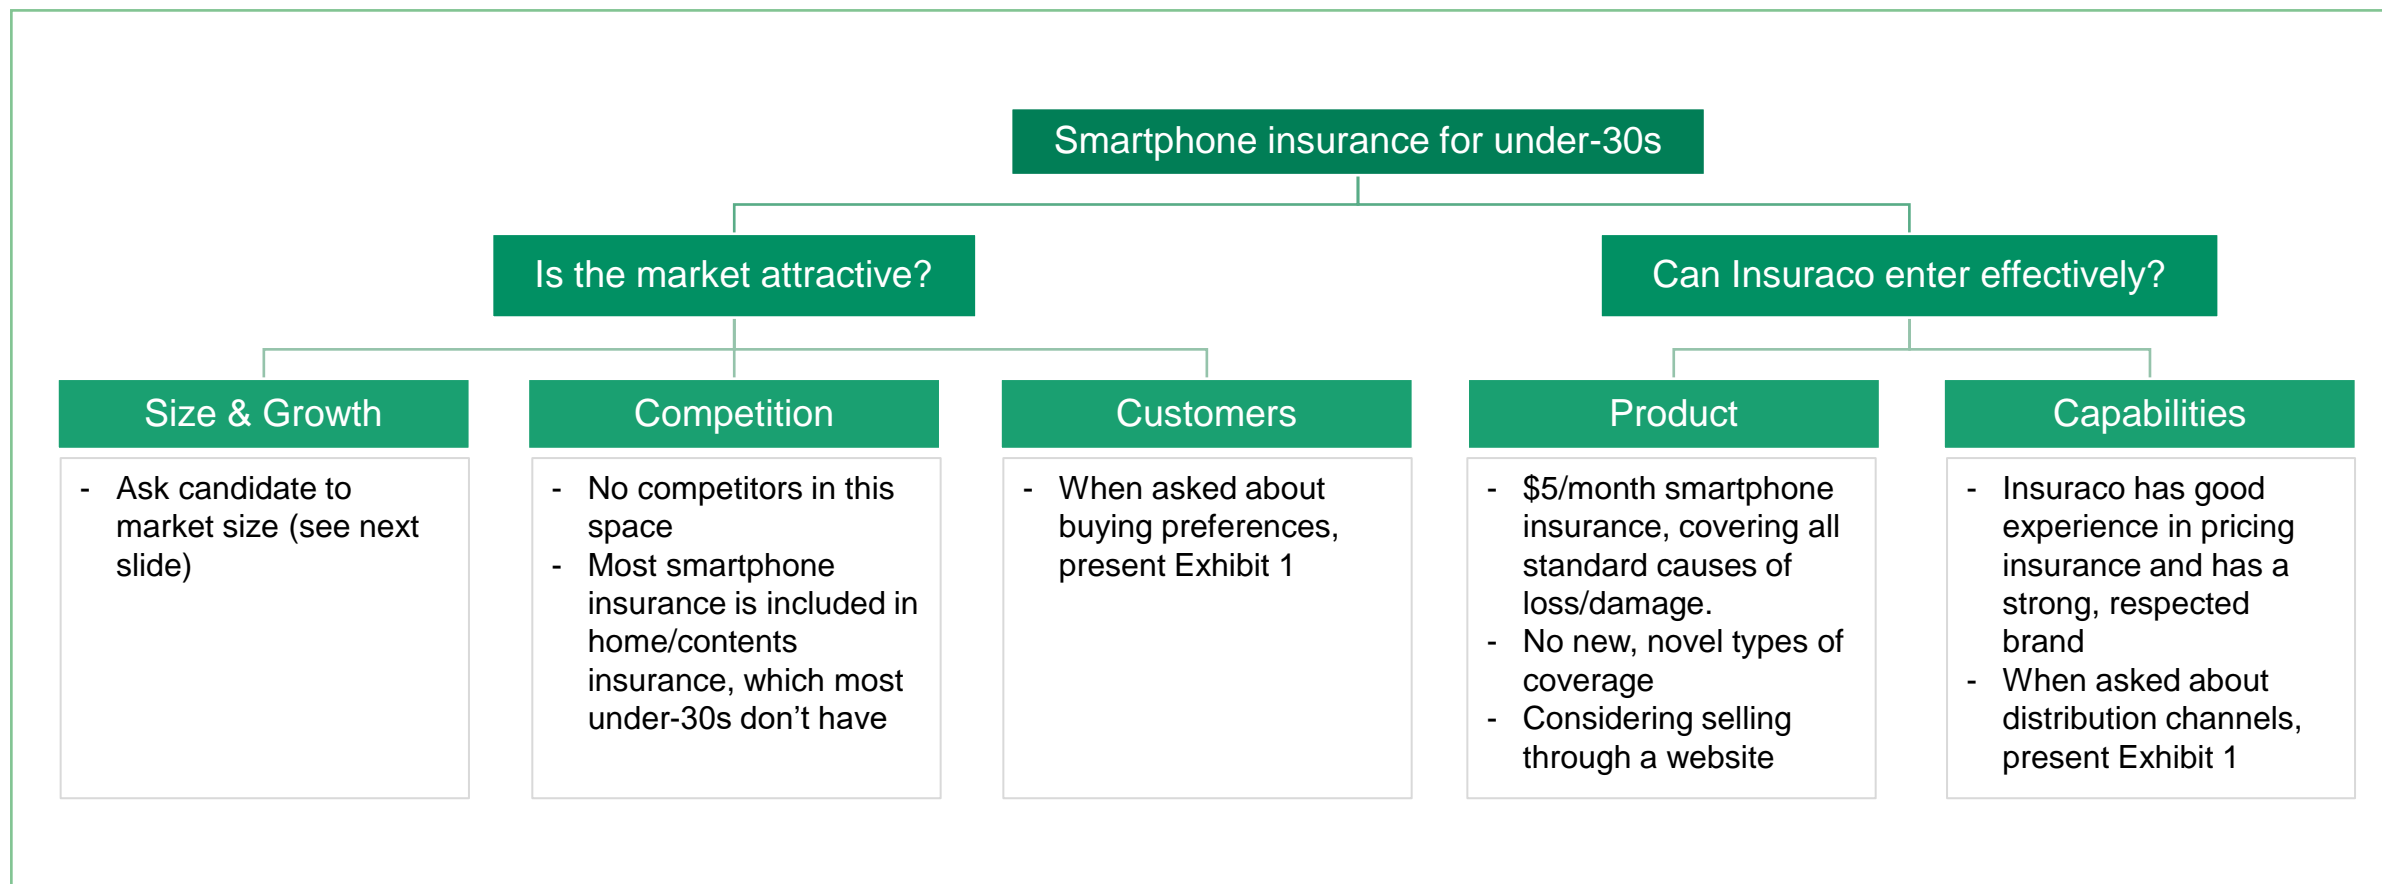 Smartphone insurance for under-30s
Is the market attractive?
Can Insuraco enter effectively?
Size & Growth
- Ask candidate to
market size (see next
slide)
Competition
- No competitors in this
space
- Most smartphone
insurance is included in
home/contents
insurance, which most
under-30s don’t have
Customers
- When asked about
buying preferences,
present Exhibit 1
Product
- $5/month smartphone
insurance, covering all
standard causes of
loss/damage.
- No new, novel types of
coverage
- Considering selling
through a website
Capabilities
- Insuraco has good
experience in pricing
insurance and has a
strong, respected
brand
- When asked about
distribution channels,
present Exhibit 1